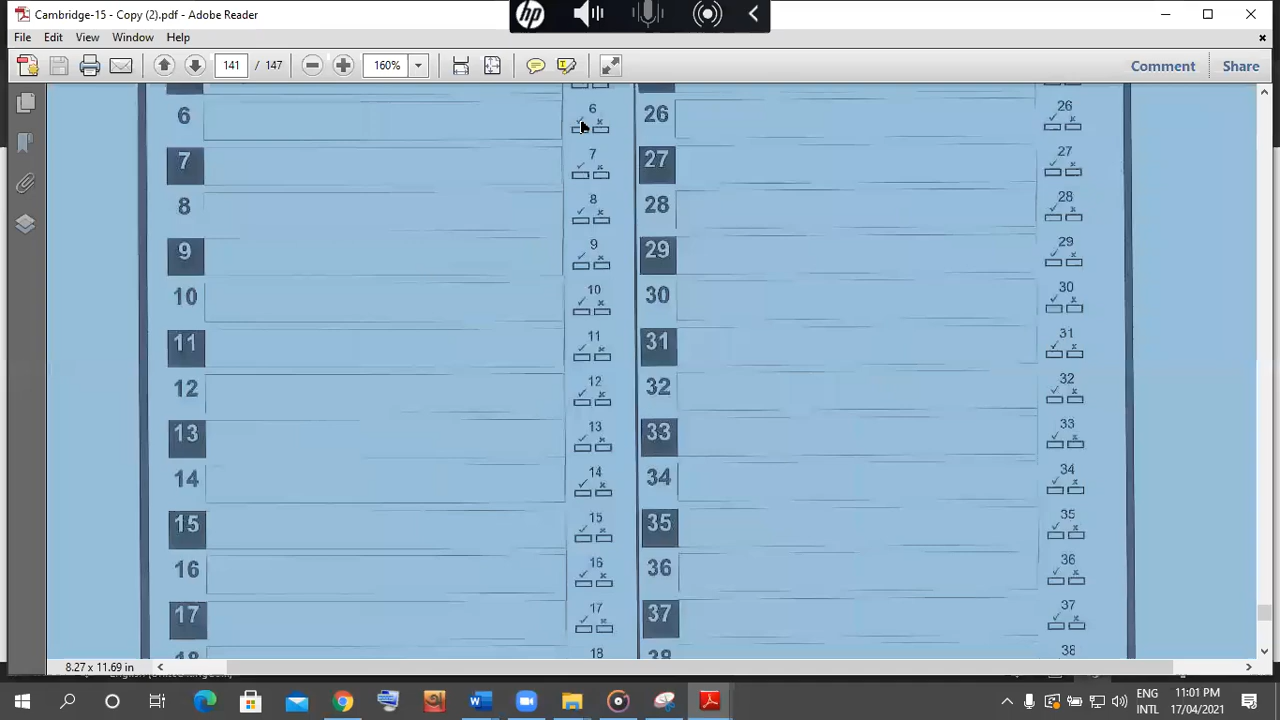 Cambridge-15 - Copy (2).pdf - Adobe Reader
hp
File Edit View Window Help
141 / 147 160% Comment Share
6 6 26 26
7 7 27 27
8 8 28 28
9 9 29 29
10 10 30 30
11 11 31 31
12 12 32 32
13 13 33 33
14 14 34 34
15 15 35 35
16 16 36 36
17 17 37 37
18 18 38 38
8.27 x 11.69 in
ENG 11:01 PM
INTL 17/04/2021